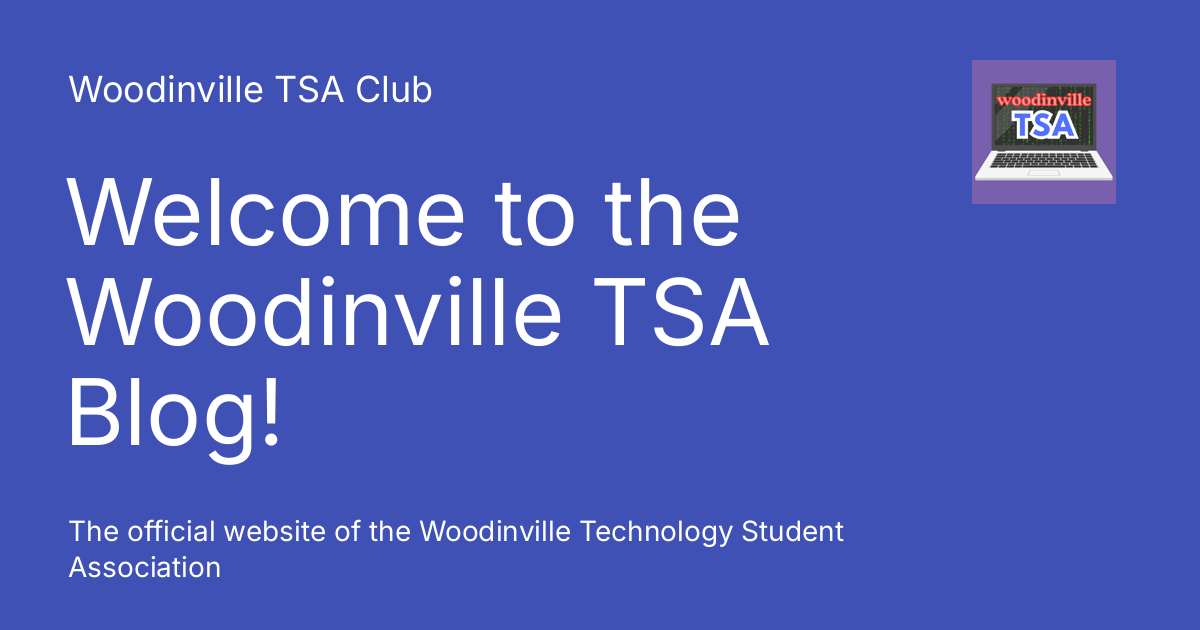 Woodinville TSA Club
woodinville
TSA
Welcome to the
Woodinville TSA
Blog!
The official website of the Woodinville Technology Student
Association